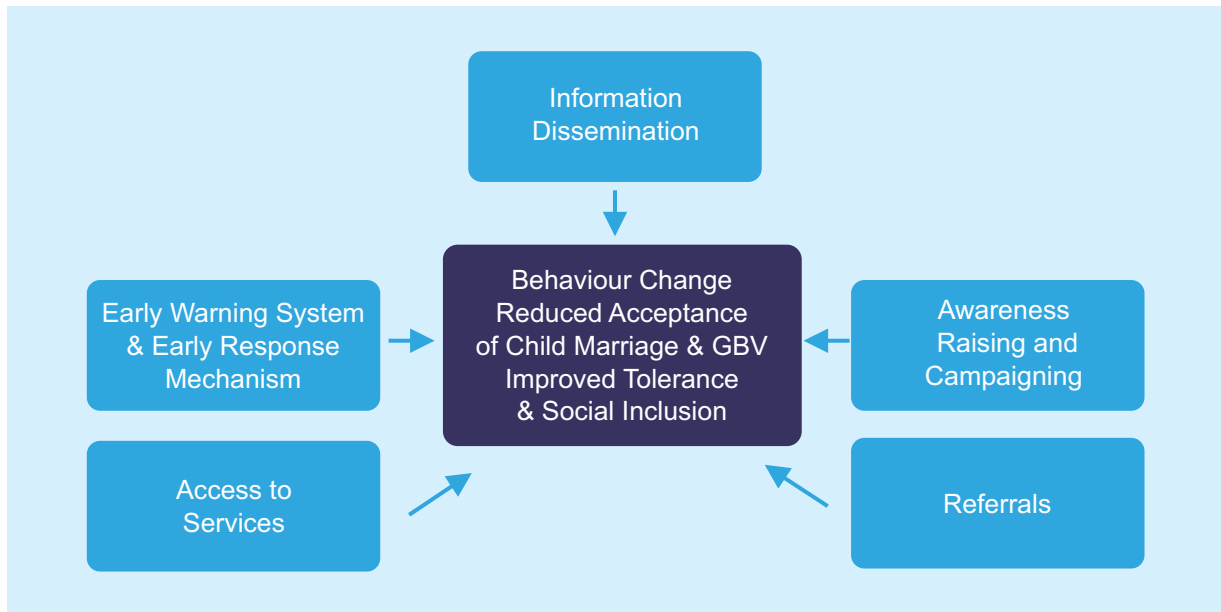 Information
Dissemination
Early Warning System
& Early Response
Mechanism
Behaviour Change
Reduced Acceptance
of Child Marriage & GBV
Improved Tolerance
& Social Inclusion
Awareness
Raising and
Campaigning
Access to
Services
Referrals